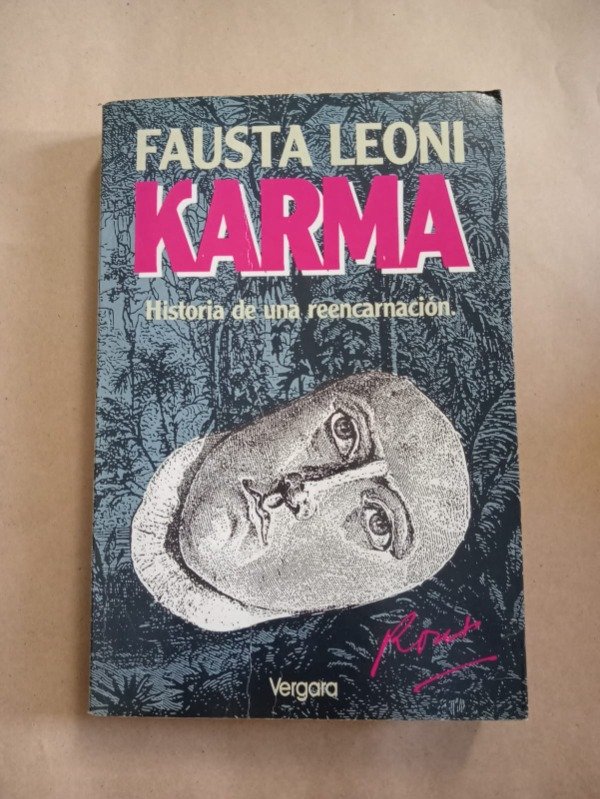 FAUSTA LEONI
KARMA
Historia de una reencarnación.
Vergara